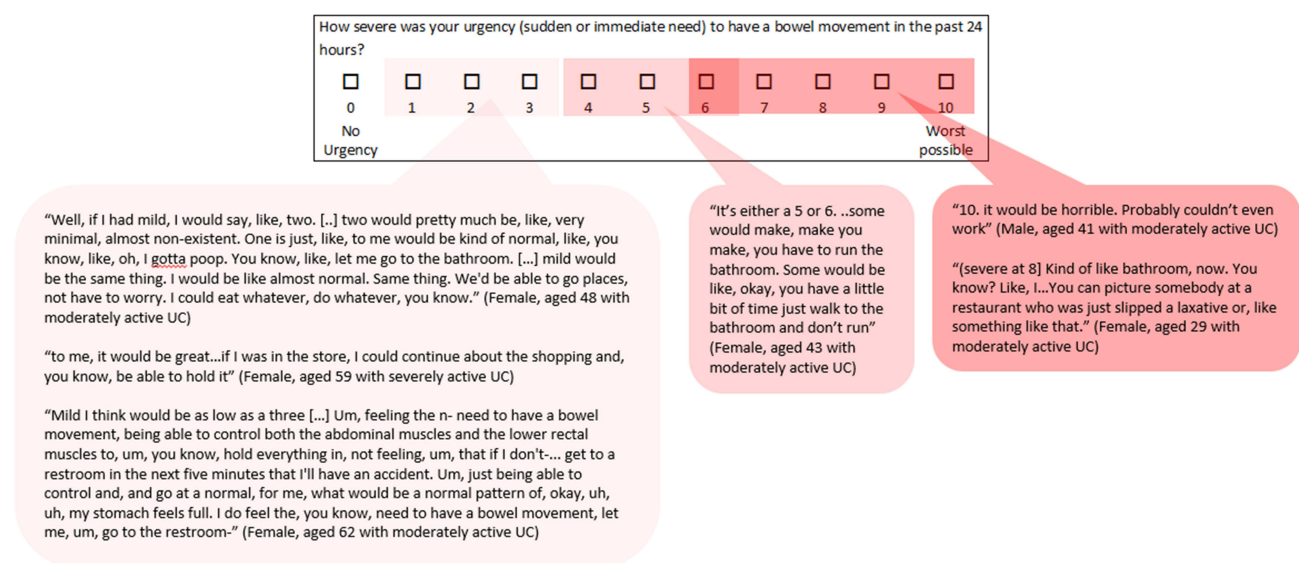 How severe was your urgency (sudden or immediate need) to have a bowel movement in the past 24
hours?
0 1 2 3 4 5 6 7 8 9 10
No Worst
Urgency possible
“Well, if I had mild, I would say, like, two. [..] two would pretty much be, like, very
minimal, almost non-existent. One is just, like, to me would be kind of normal, like, you
know, like, oh, I gotta poop. You know, like, let me go to the bathroom. […] mild would
be the same thing. I would be like almost normal. Same thing. We'd be able to go places,
not have to worry. I could eat whatever, do whatever, you know.” (Female, aged 48 with
moderately active UC)
“to me, it would be great…if I was in the store, I could continue about the shopping and,
you know, be able to hold it” (Female, aged 59 with severely active UC)
“Mild I think would be as low as a three […] Um, feeling the n- need to have a bowel
movement, being able to control both the abdominal muscles and the lower rectal
muscles to, um, you know, hold everything in, not feeling, um, that if I don't-... get to a
restroom in the next five minutes that I'll have an accident. Um, just being able to
control and, and go at a normal, for me, what would be a normal pattern of, okay, uh,
uh, my stomach feels full. I do feel the, you know, need to have a bowel movement, let
me, um, go to the restroom-” (Female, aged 62 with moderately active UC)
“It’s either a 5 or 6. ..some
would make, make you
make, you have to run the
bathroom. Some would be
like, okay, you have a little
bit of time just walk to the
bathroom and don’t run”
(Female, aged 43 with
moderately active UC)
“10. it would be horrible. Probably couldn’t even
work” (Male, aged 41 with moderately active UC)
“(severe at 8] Kind of like bathroom, now. You
know? Like, I…You can picture somebody at a
restaurant who was just slipped a laxative or, like
something like that.” (Female, aged 29 with
moderately active UC)